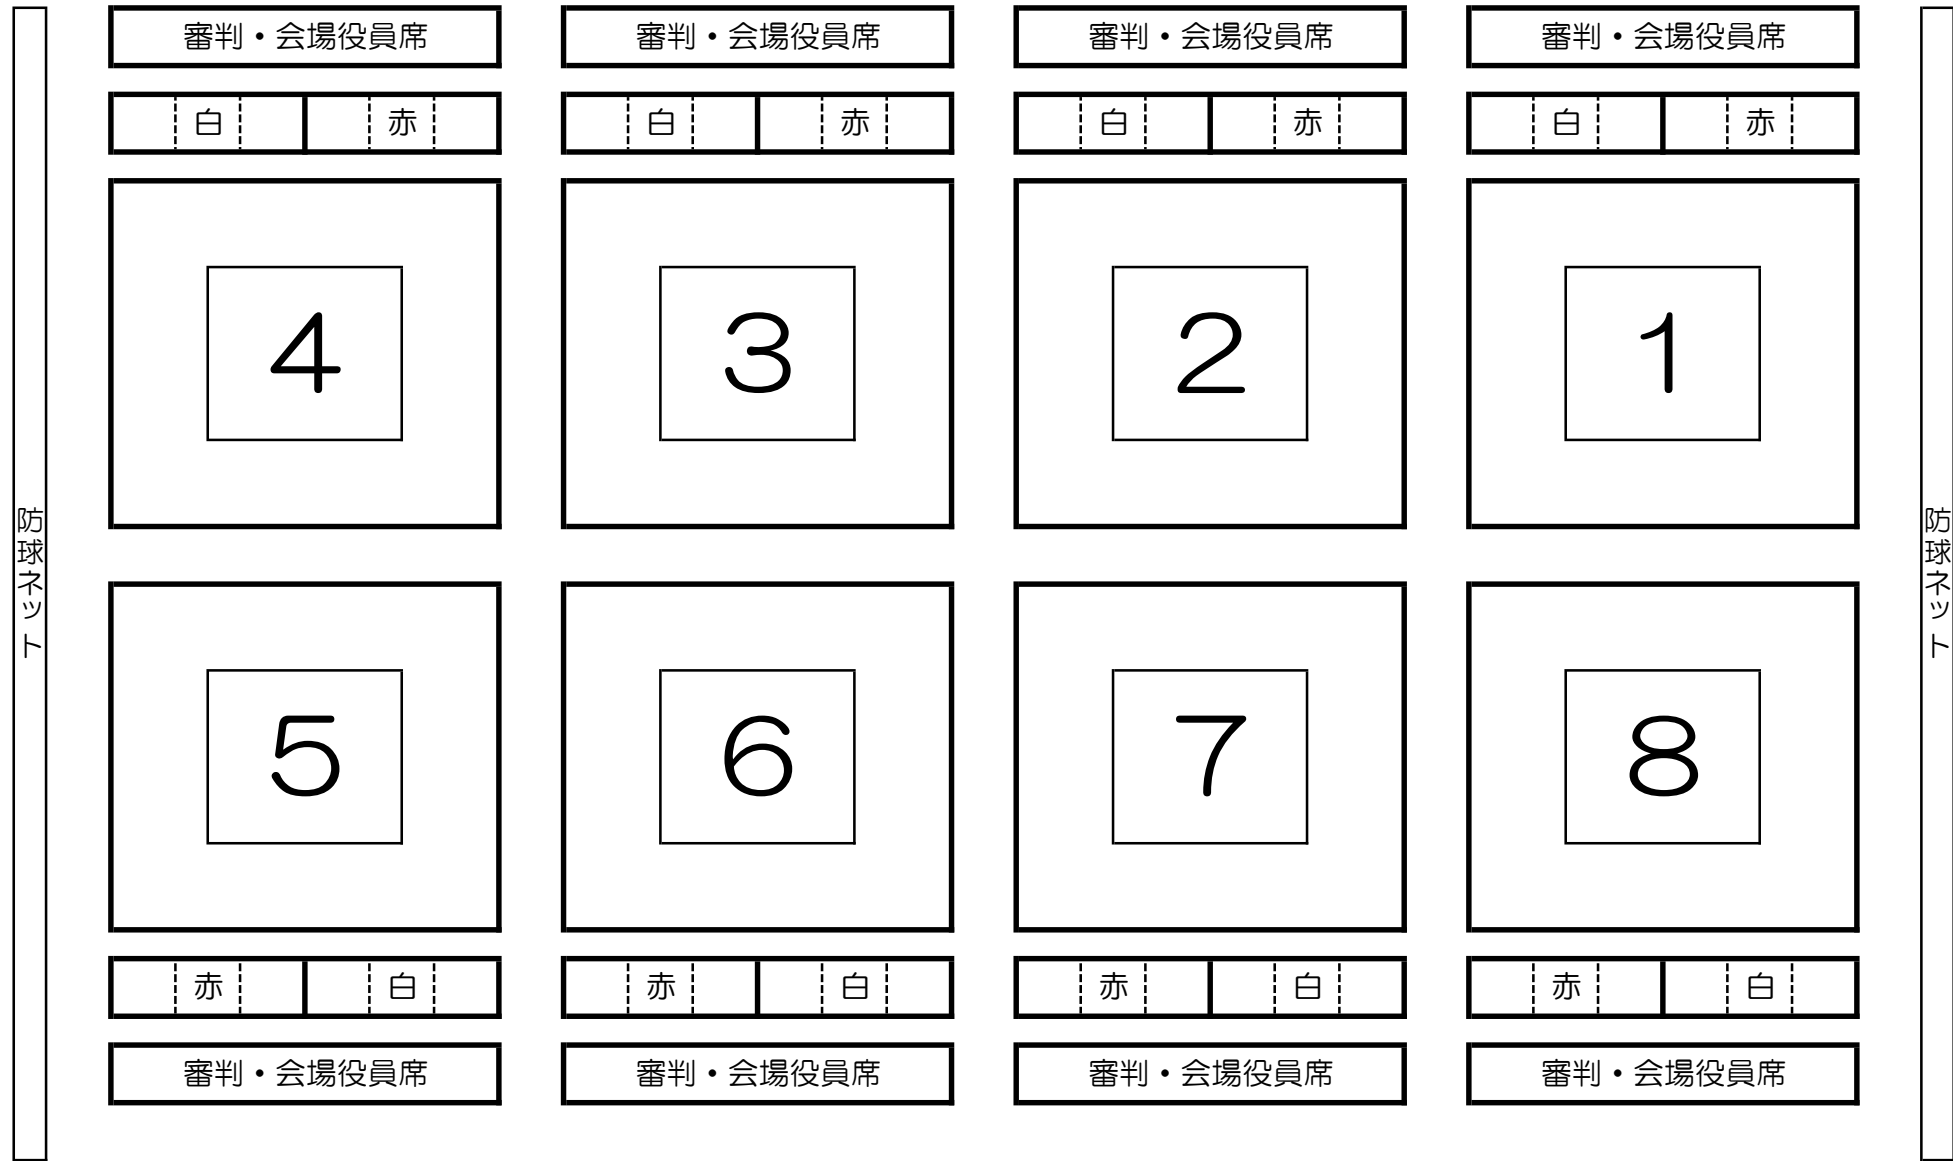 審判・会場役員席 審判・会場役員席 審判・会場役員席 審判・会場役員席
白 赤 白 赤 白 赤 白 赤
4 3 2 1
防球ネット 防球ネット
5 6 7 8
赤 白 赤 白 赤 白 赤 白
審判・会場役員席 審判・会場役員席 審判・会場役員席 審判・会場役員席